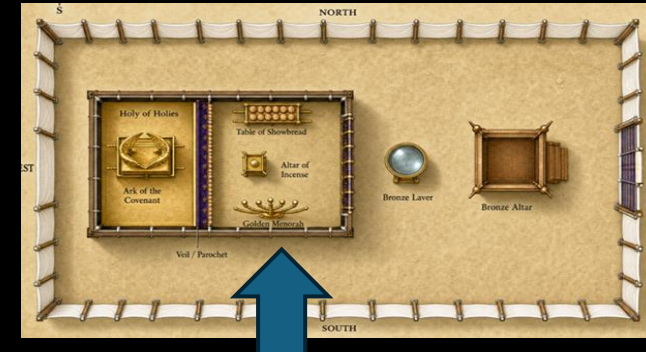 S
NORTH
Holy of Holies
Table of Showbread
Altar of
Incense
EST
Ark of the
Covenant
Bronze Laver
Bronze Altar
Golden Menorah
Veil / Parochet
SOUTH